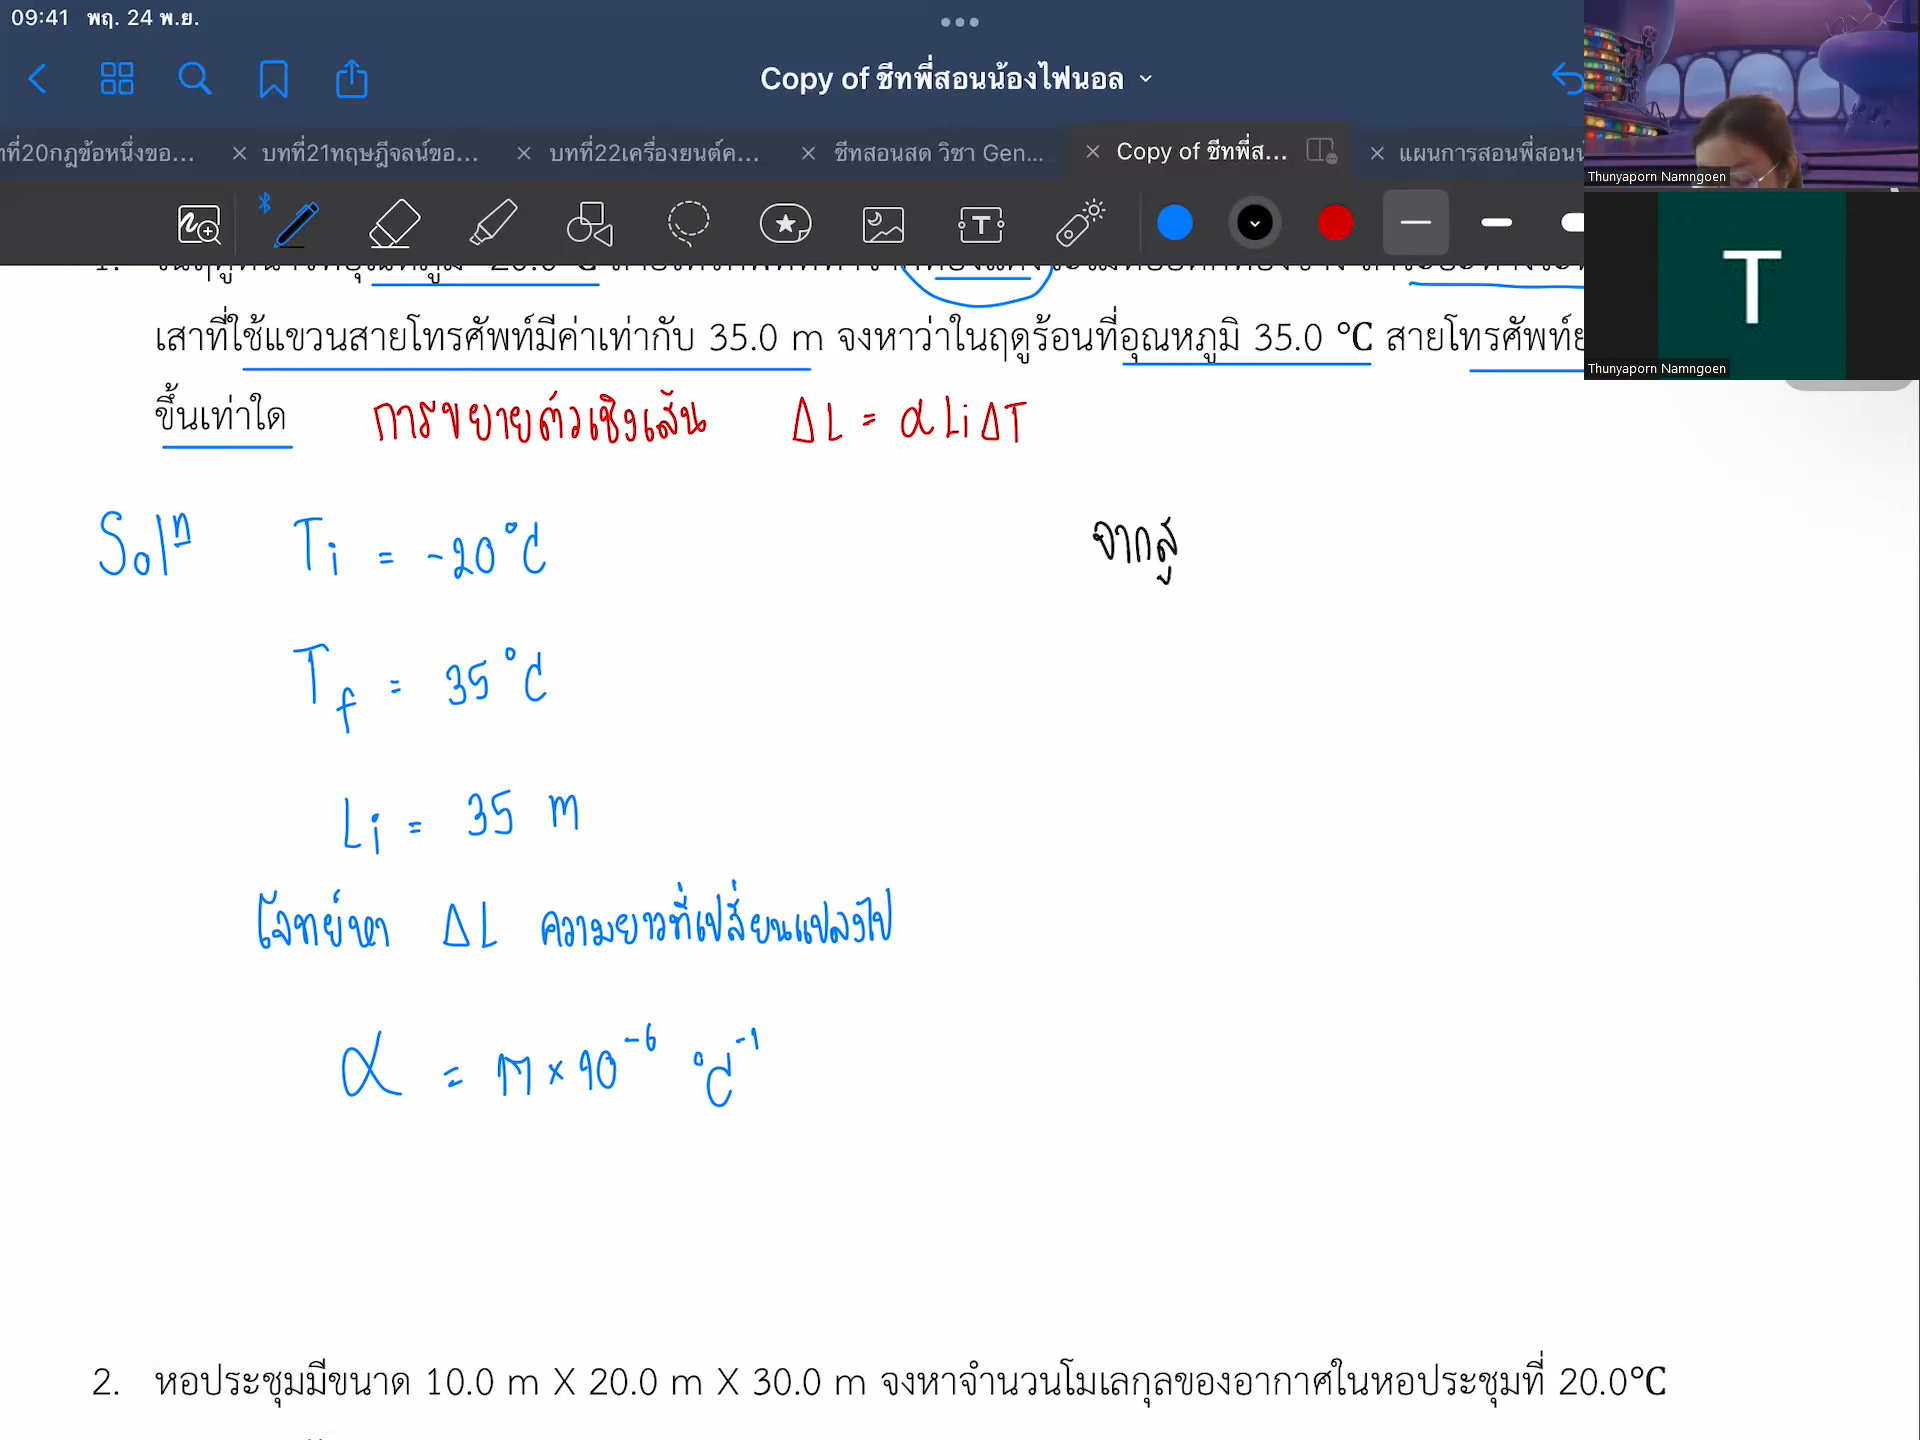 09:41 พฤ. 24 พ.ย.
Copy of ชีทพี่สอนน้องไฟนอล
ทที่20กฎข้อหนึ่งขอ... บทที่21ทฤษฎีจลน์ขอ... บทที่22เครื่องยนต์ค... ชีทสอนสด วิชา Gen... Copy of ชีทพี่ส... แผนการสอนพี่สอน
Thunyaporn Namngoen
T
Thunyaporn Namngoen
เสาที่ใช้แขวนสายโทรศัพท์มีค่าเท่ากับ 35.0 m จงหาว่าในฤดูร้อนที่อุณหภูมิ 35.0 °C สายโทรศัพท์
ขึ้นเท่าใด การขยายตัวเชิงเส้น ΔL = αLiΔT
Solⁿ Ti = -20 °C จากสู
Tf = 35 °C
Li = 35 m
โจทย์หา ΔL ความยาวที่เปลี่ยนแปลงไป
α = 17 × 10⁻⁶ °C⁻¹
2. หอประชุมมีขนาด 10.0 m X 20.0 m X 30.0 m จงหาจำนวนโมเลกุลของอากาศในหอประชุมที่ 20.0°C